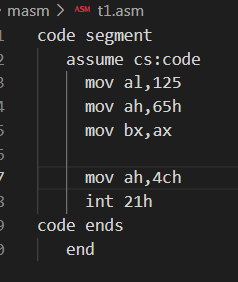 masm > ASM t1.asm
1 code segment
2 assume cs:code
3 mov al,125
4 mov ah,65h
5 mov bx,ax
6
7 mov ah,4ch
8 int 21h
9 code ends
0 end